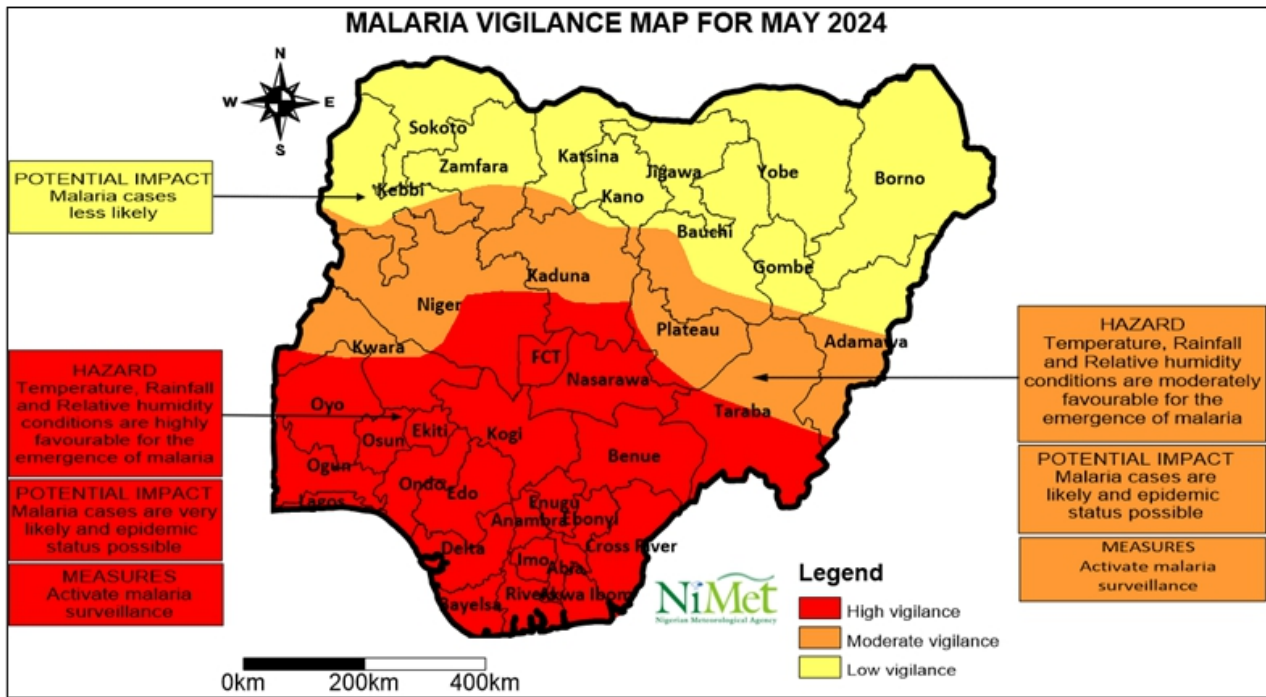 MALARIA VIGILANCE MAP FOR MAY 2024
N
W
E
S
POTENTIAL IMPACT
Malaria cases
less likely
HAZARD
Temperature, Rainfall
and Relative humidity
conditions are highly
favourable for the
emergence of malaria
POTENTIAL IMPACT
Malaria cases are very
likely and epidemic
status possible
MEASURES
Activate malaria
surveillance
Sokoto
Zamfara
Kebbi
Katsina
Kano
Jigawa
Yobe
Borno
Bauchi
Gombe
Kaduna
Niger
Plateau
Adamawa
Kwara
FCT
Nasarawa
Taraba
Oyo
Osun
Ekiti
Kogi
Benue
Ogun
Lagos
Ondo
Edo
Enugu
Anambra
Ebonyi
Cross River
Delta
Imo
Abia
Bayelsa
Rivers
Akwa Ibom
HAZARD
Temperature, Rainfall
and Relative humidity
conditions are moderately
favourable for the
emergence of malaria
POTENTIAL IMPACT
Malaria cases are
likely and epidemic
status possible
MEASURES
Activate malaria
surveillance
NiMet
Nigerian Meteorological Agency
Legend
High vigilance
Moderate vigilance
Low vigilance
0km 200km 400km